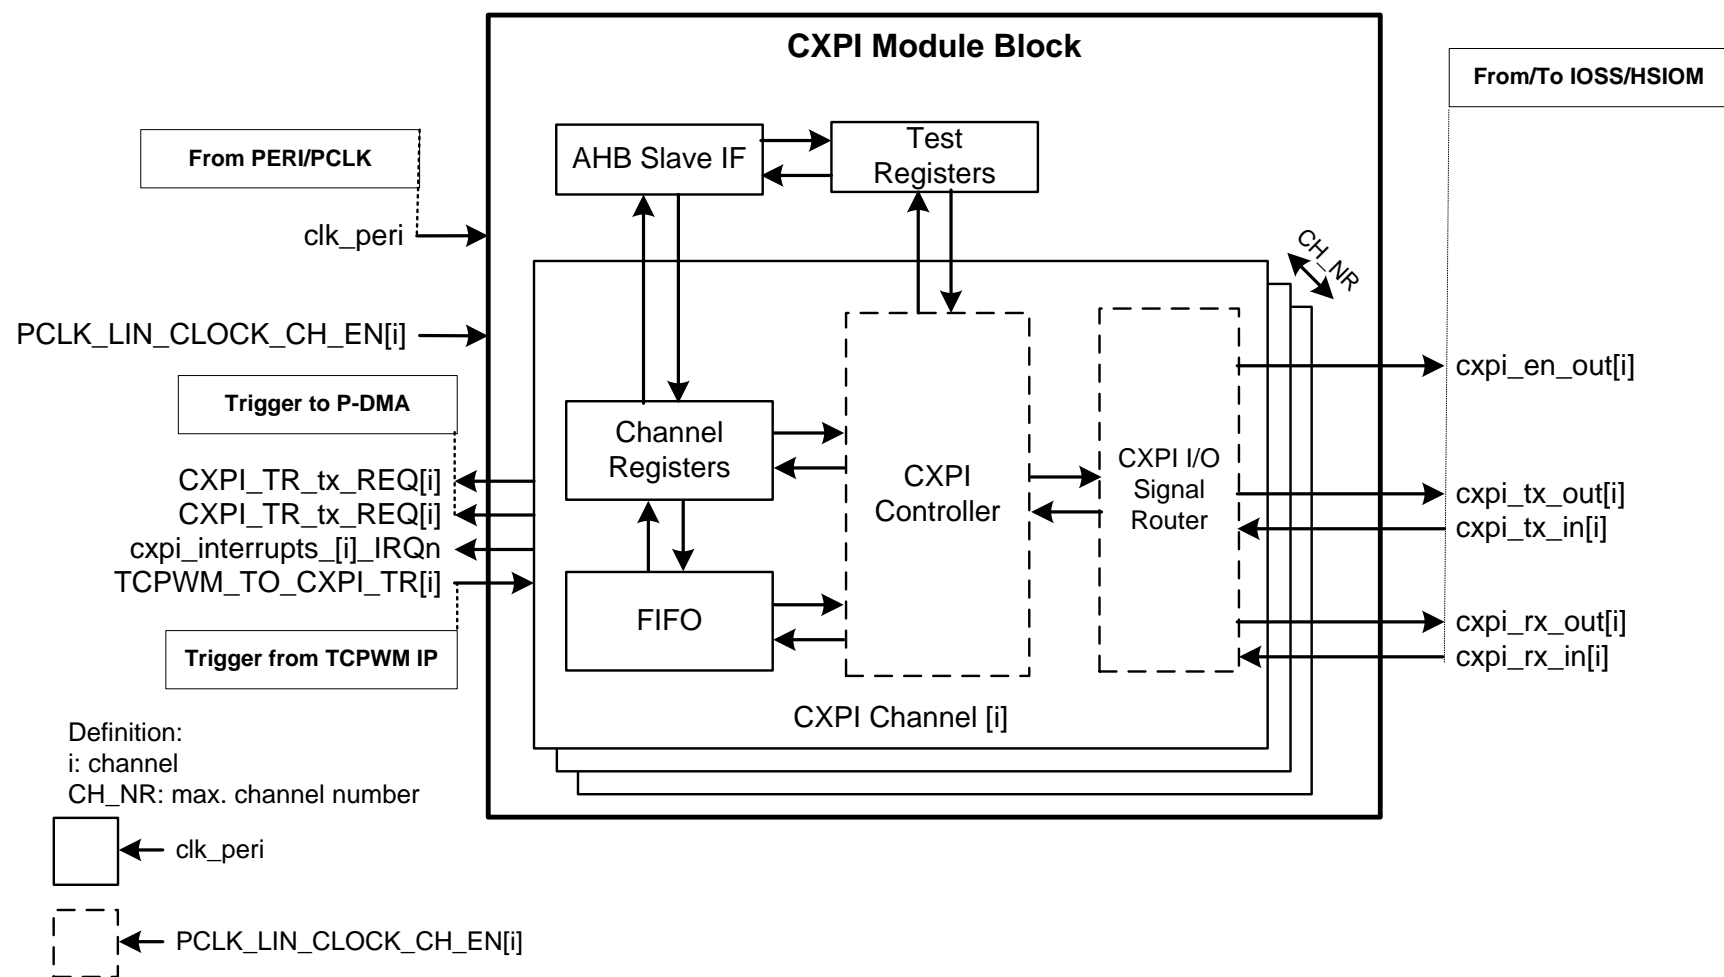 CXPI Module Block
From/To IOSS/HSIOM
From PERI/PCLK
AHB Slave IF
Test
Registers
clk_peri
CH_NR
PCLK_LIN_CLOCK_CH_EN[i]
cxpi_en_out[i]
Trigger to P-DMA
Channel
Registers
CXPI
Controller
CXPI I/O
Signal
Router
CXPI_TR_tx_REQ[i]
CXPI_TR_tx_REQ[i]
cxpi_interrupts_[i]_IRQn
TCPWM_TO_CXPI_TR[i]
cxpi_tx_out[i]
cxpi_tx_in[i]
FIFO
cxpi_rx_out[i]
cxpi_rx_in[i]
Trigger from TCPWM IP
CXPI Channel [i]
Definition:
i: channel
CH_NR: max. channel number
clk_peri
PCLK_LIN_CLOCK_CH_EN[i]